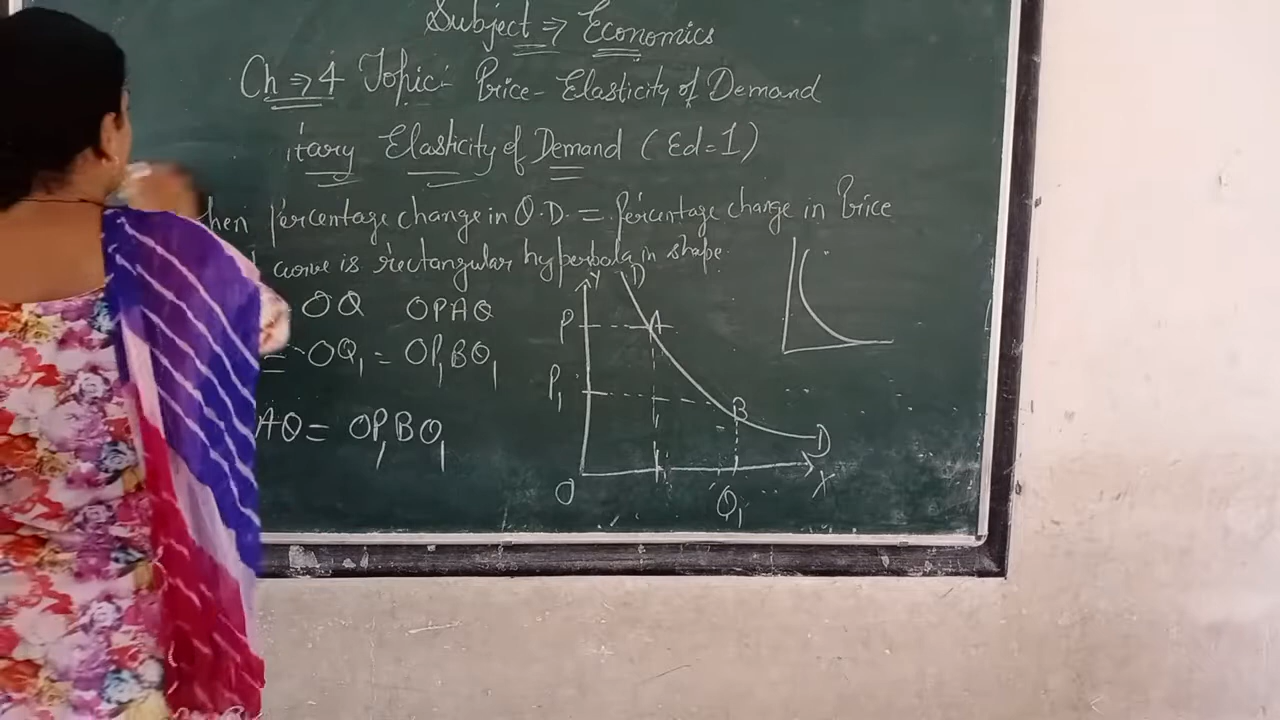 Subject ⇒ Economics
Ch ⇒ 4 Topic:- Price-Elasticity of Demand
itary Elasticity of Demand (Ed=1)
hen percentage change in Q.D. = percentage change in Price
curve is rectangular hyperbola in shape.
OQ OPAQ
= OQ1 = OP1BQ1
AQ = OP1BQ1
Y D
P A
P1
B
D
O Q1 X